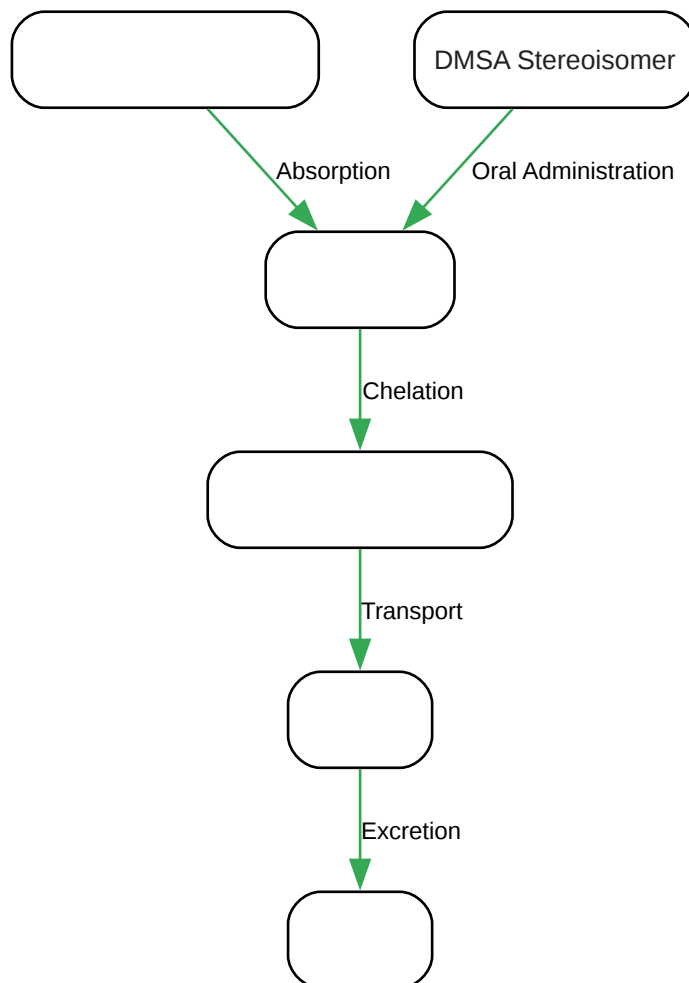 DMSA Stereoisomer
Absorption
Oral Administration
Chelation
Transport
Excretion